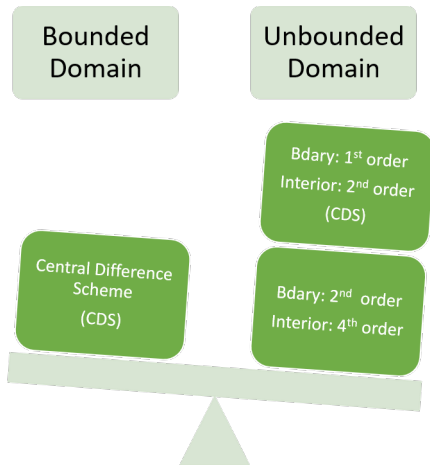 Bounded
Domain
Unbounded
Domain
Bdary: 1st order
Interior: 2nd order
(CDS)
Central Difference
Scheme
(CDS)
Bdary: 2nd order
Interior: 4th order